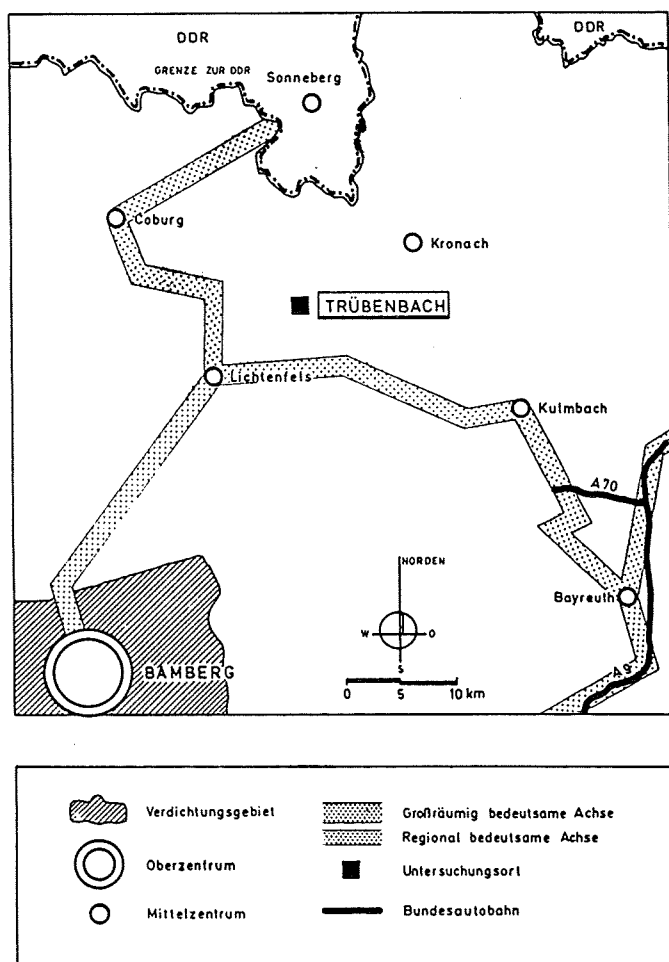 DDR
DDR
GRENZE ZUR DDR
Sonneberg
Coburg
Kronach
TRÜBENBACH
Lichtenfels
Kulmbach
A 70
NORDEN
W O
S
Bayreuth
BAMBERG
A 9
0 5 10 km
Verdichtungsgebiet
Großräumig bedeutsame Achse
Regional bedeutsame Achse
Oberzentrum
Untersuchungsort
Mittelzentrum
Bundesautobahn